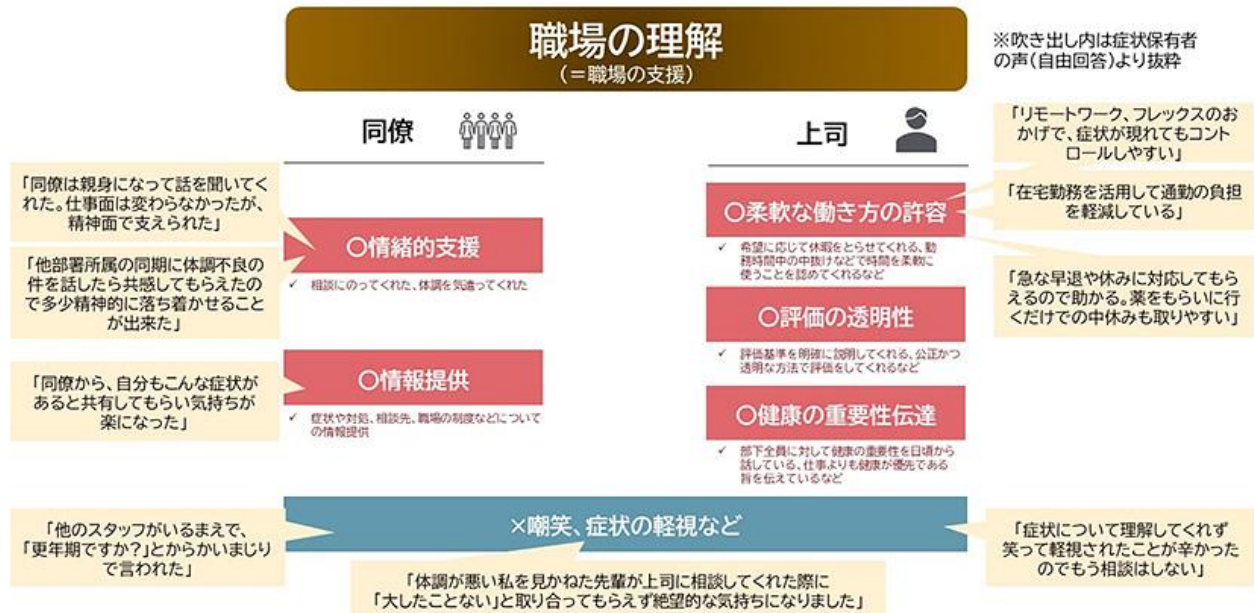 職場の理解
(＝職場の支援)
※吹き出し内は症状保有者
の声(自由回答)より抜粋
同僚
上司
「同僚は親身になって話を聞いてく
れた。仕事面は変わらなかったが、
精神面で支えられた」
「他部署所属の同期に体調不良の
件を話したら共感してもらえたの
で多少精神的に落ち着かせること
が出来た」
「同僚から、自分もこんな症状が
あると共有してもらい気持ちが
楽になった」
〇情緒的支援
✓ 相談にのってくれた、体調を気遣ってくれた
〇情報提供
✓ 症状や対処、相談先、職場の制度などについて
の情報提供
〇柔軟な働き方の許容
✓ 希望に応じて休暇をとらせてくれる、勤
務時間中の中抜けなどで時間を柔軟に
使うことを認めてくれるなど
〇評価の透明性
✓ 評価基準を明確に説明してくれる、公正かつ
透明な方法で評価をしてくれるなど
〇健康の重要性伝達
✓ 部下全員に対して健康の重要性を日頃から
話している、仕事よりも健康が優先である
旨を伝えているなど
「リモートワーク、フレックスのお
かげで、症状が現れてもコント
ロールしやすい」
「在宅勤務を活用して通勤の負担
を軽減している」
「急な早退や休みに対応してもら
えるので助かる。薬をもらいに行
くだけでの中休みも取りやすい」
×嘲笑、症状の軽視など
「他のスタッフがいるまえで、
「更年期ですか？」とからかいまじり
で言われた」
「体調が悪い私を見かねた先輩が上司に相談してくれた際に
「大したことない」と取り合ってもらえず絶望的な気持ちになりました」
「症状について理解してくれず
笑って軽視されたことが辛かった
のでもう相談はしない」